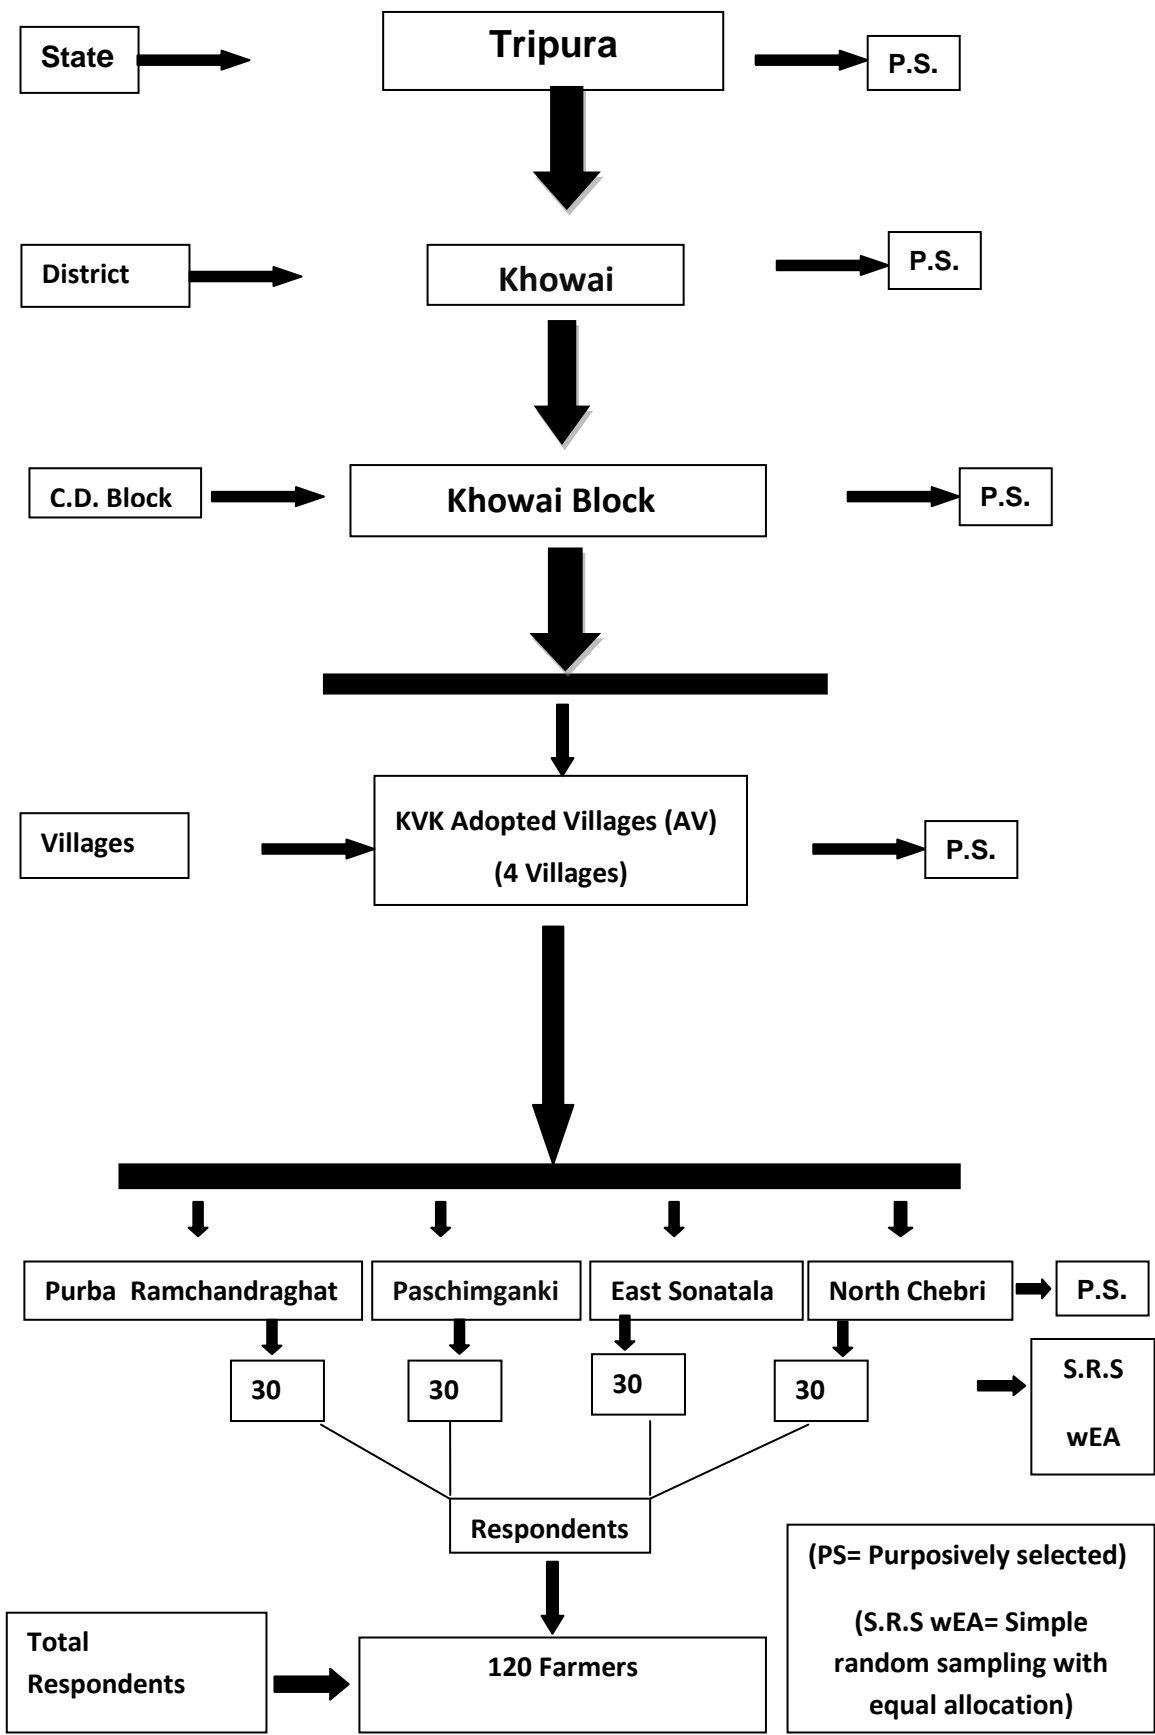 State
Tripura
P.S.
District
Khowai
P.S.
C.D. Block
Khowai Block
P.S.
Villages
KVK Adopted Villages (AV)
(4 Villages)
P.S.
Purba  Ramchandraghat
Paschimganki
East Sonatala
North Chebri
P.S.
30
30
30
30
S.R.S
wEA
Respondents
(PS= Purposively selected)
(S.R.S wEA= Simple
random sampling with
equal allocation)
Total
Respondents
120 Farmers